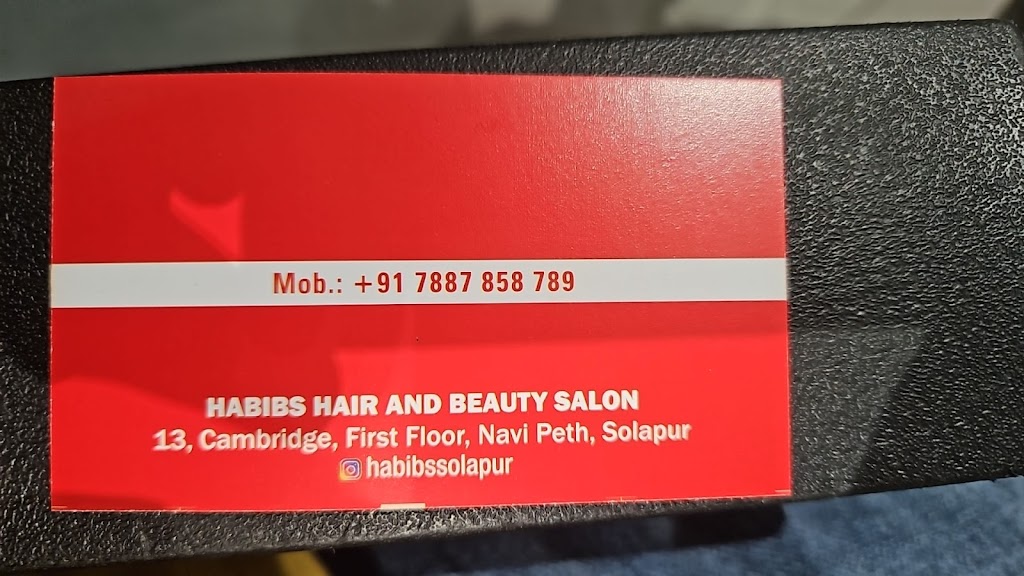 Mob.: +91 7887 858 789
HABIBS HAIR AND BEAUTY SALON
13, Cambridge, First Floor, Navi Peth, Solapur
habibssolapur